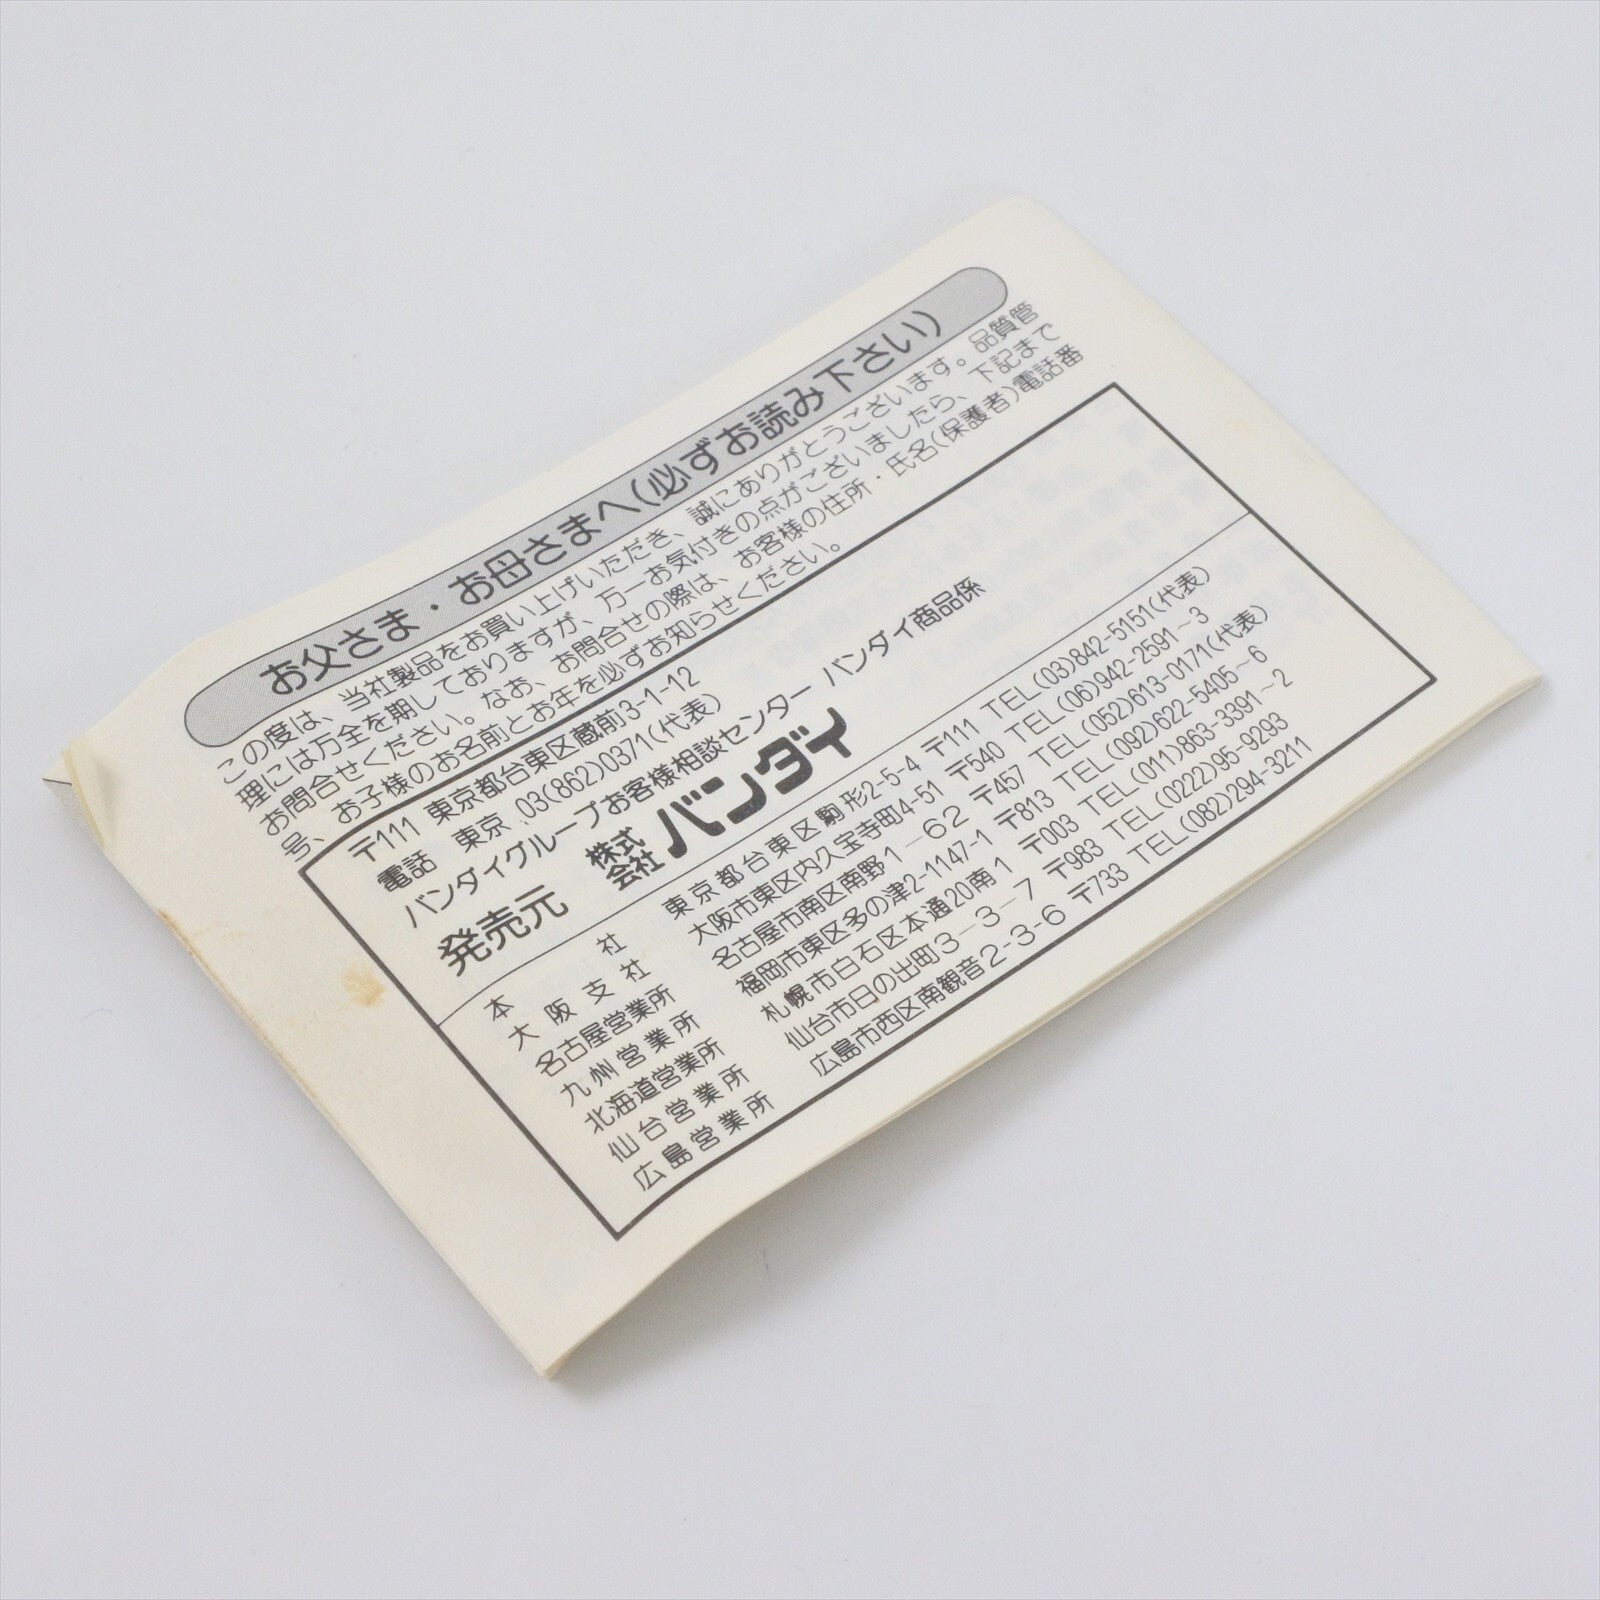 お父さま・お母さまへ(必ずお読み下さい)
この度は、当社製品をお買い上げいただき、誠にありがとうございます。品質管
理には万全を期しておりますが、万一お気付きの点がございましたら、下記まで
お問合せください。なお、お問合せの際は、お客様の住所・氏名(保護者)電話番
号、お子様のお名前とお年を必ずお知らせください。
〒111 東京都台東区蔵前3-1-12
電話 東京 03(862)0371(代表)
バンダイグループお客様相談センター バンダイ商品係
発売元 株式会社 バンダイ
本社 東京都台東区駒形2-5-4 〒111 TEL(03)842-5151(代表)
大阪支社 大阪市東区内久宝寺町4-51 〒540 TEL(06)942-2591~3
名古屋営業所 名古屋市南区南野1-62 〒457 TEL(052)613-0171(代表)
九州営業所 福岡市東区多の津2-1147-1 〒813 TEL(092)622-5405~6
北海道営業所 札幌市白石区本通20南1 〒003 TEL(011)863-3391~2
仙台営業所 仙台市日の出町3-3-7 〒983 TEL(022)95-9293
広島営業所 広島市西区南観音2-3-6 〒733 TEL(082)294-3211